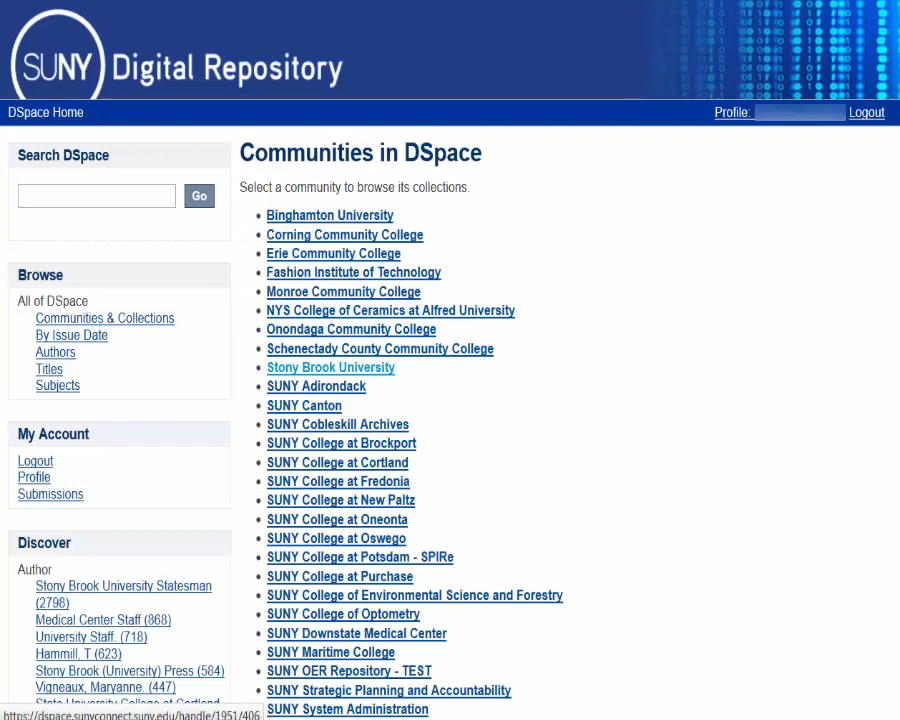 SUNY Digital Repository
DSpace Home
Profile:
Logout
Search DSpace
Go
Browse
All of DSpace
Communities & Collections
By Issue Date
Authors
Titles
Subjects
My Account
Logout
Profile
Submissions
Discover
Author
Stony Brook University Statesman
(2798)
Medical Center Staff (868)
University Staff. (718)
Hammill, T (623)
Stony Brook (University) Press (584)
Vigneaux, Maryanne. (447)
State University College at Cortland
https://dspace.sunyconnect.suny.edu/handle/1951/406
Communities in DSpace
Select a community to browse its collections.
Binghamton University
Corning Community College
Erie Community College
Fashion Institute of Technology
Monroe Community College
NYS College of Ceramics at Alfred University
Onondaga Community College
Schenectady County Community College
Stony Brook University
SUNY Adirondack
SUNY Canton
SUNY Cobleskill Archives
SUNY College at Brockport
SUNY College at Cortland
SUNY College at Fredonia
SUNY College at New Paltz
SUNY College at Oneonta
SUNY College at Oswego
SUNY College at Potsdam - SPIRe
SUNY College at Purchase
SUNY College of Environmental Science and Forestry
SUNY College of Optometry
SUNY Downstate Medical Center
SUNY Maritime College
SUNY OER Repository - TEST
SUNY Strategic Planning and Accountability
SUNY System Administration